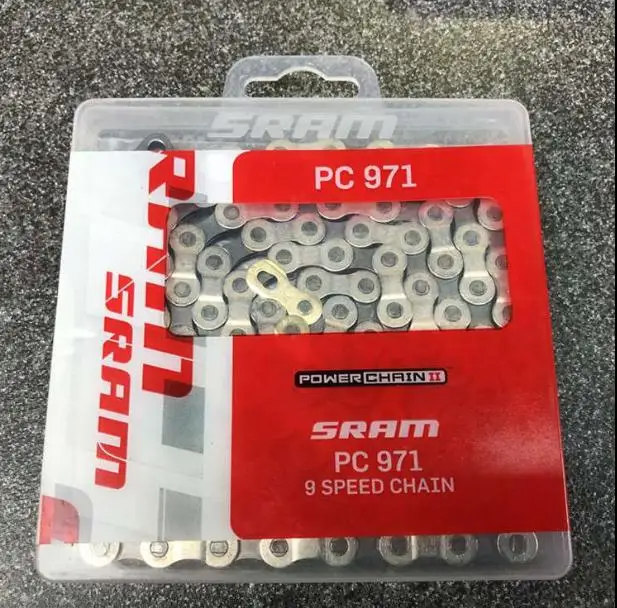 SRAM
PC 971
SRAM
SRAM
POWERCHAIN II
SRAM
PC 971
9 SPEED CHAIN